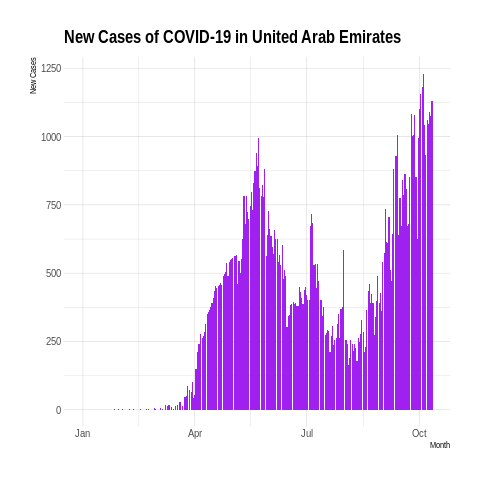 New Cases of COVID-19 in United Arab Emirates
New Cases
1250
1000
750
500
250
0
Jan Apr Jul Oct
Month